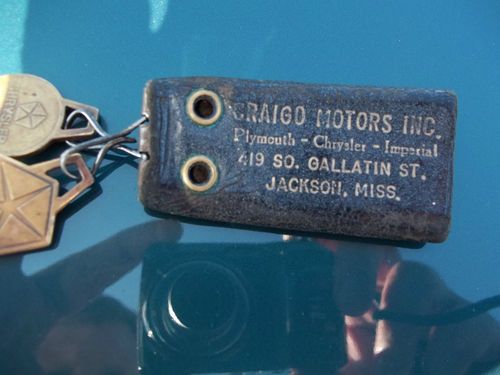 CRAIGO MOTORS INC.
Plymouth - Chrysler - Imperial
419 SO. GALLATIN ST.
JACKSON, MISS.